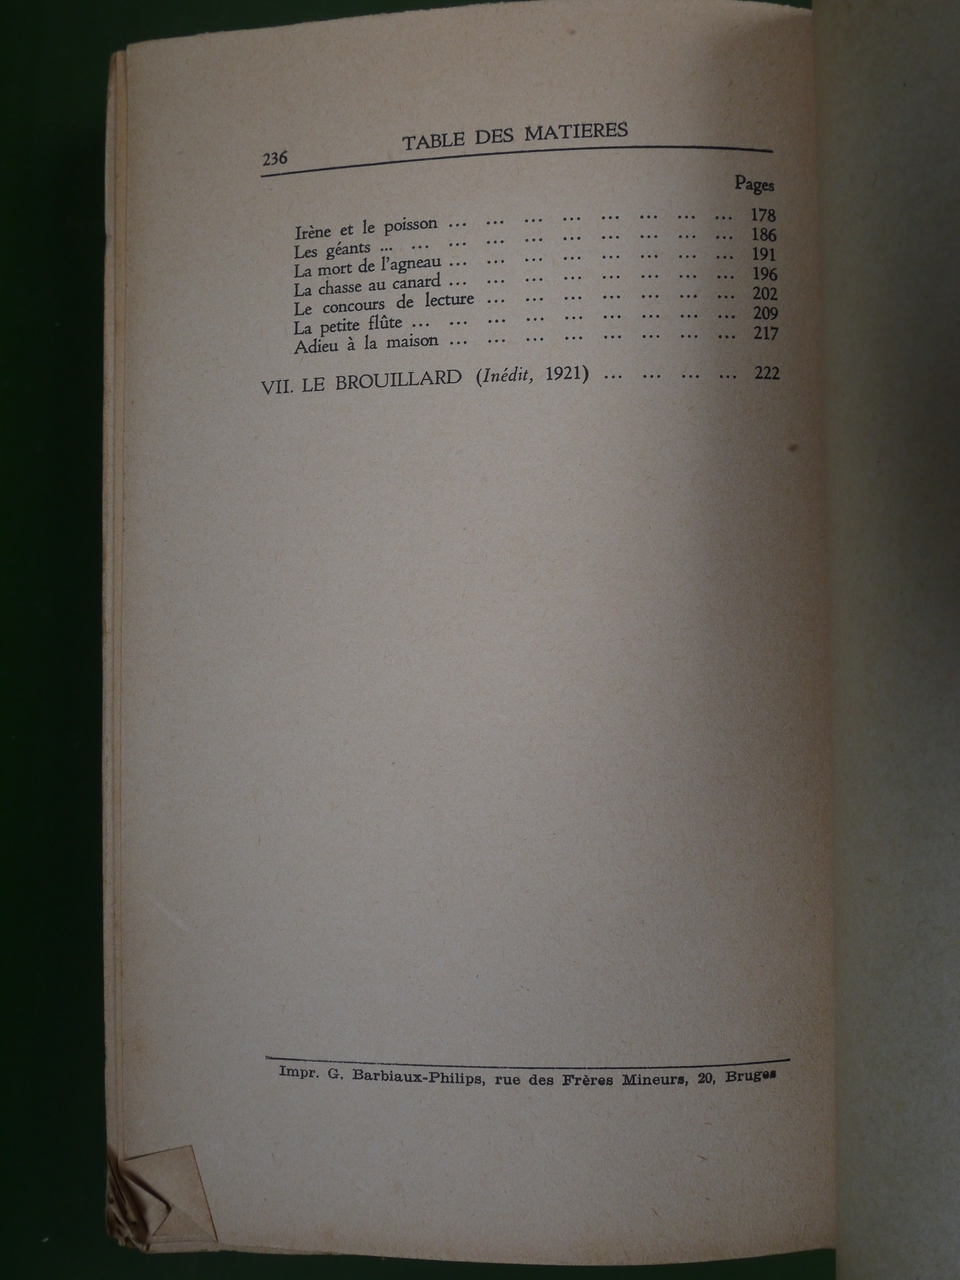 236
TABLE DES MATIERES
Pages
Irène et le poisson ... ... ... ... ... ... ... ... 178
Les géants ... ... ... ... ... ... ... ... ... ... 186
La mort de l'agneau ... ... ... ... ... ... ... ... 191
La chasse au canard ... ... ... ... ... ... ... ... 196
Le concours de lecture ... ... ... ... ... ... ... 202
La petite flûte ... ... ... ... ... ... ... ... ... 209
Adieu à la maison ... ... ... ... ... ... ... ... 217
VII. LE BROUILLARD (Inédit, 1921) ... ... ... ... 222
Impr. G. Barbiaux-Philips, rue des Frères Mineurs, 20, Bruges